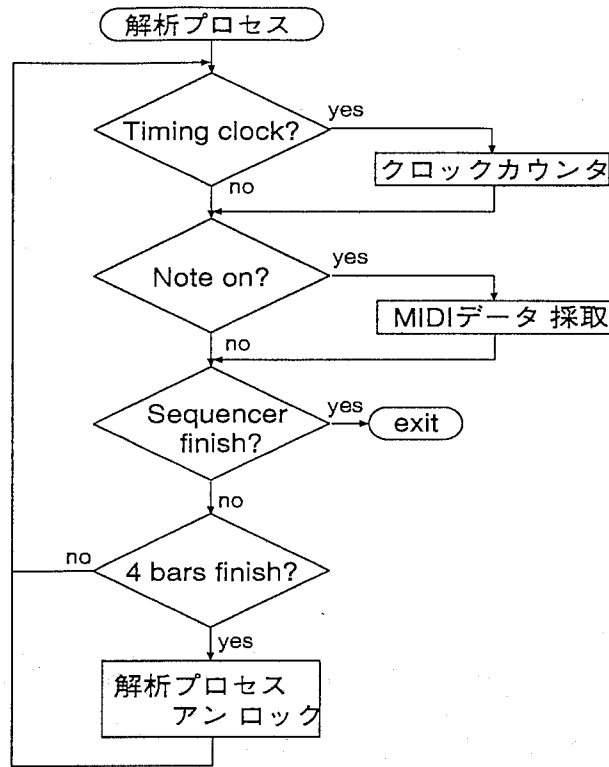 解析プロセス
Timing clock?
yes
クロックカウンタ
no
Note on?
yes
MIDIデータ 採取
no
Sequencer
finish?
yes
exit
no
4 bars finish?
no
yes
解析プロセス
アン ロック